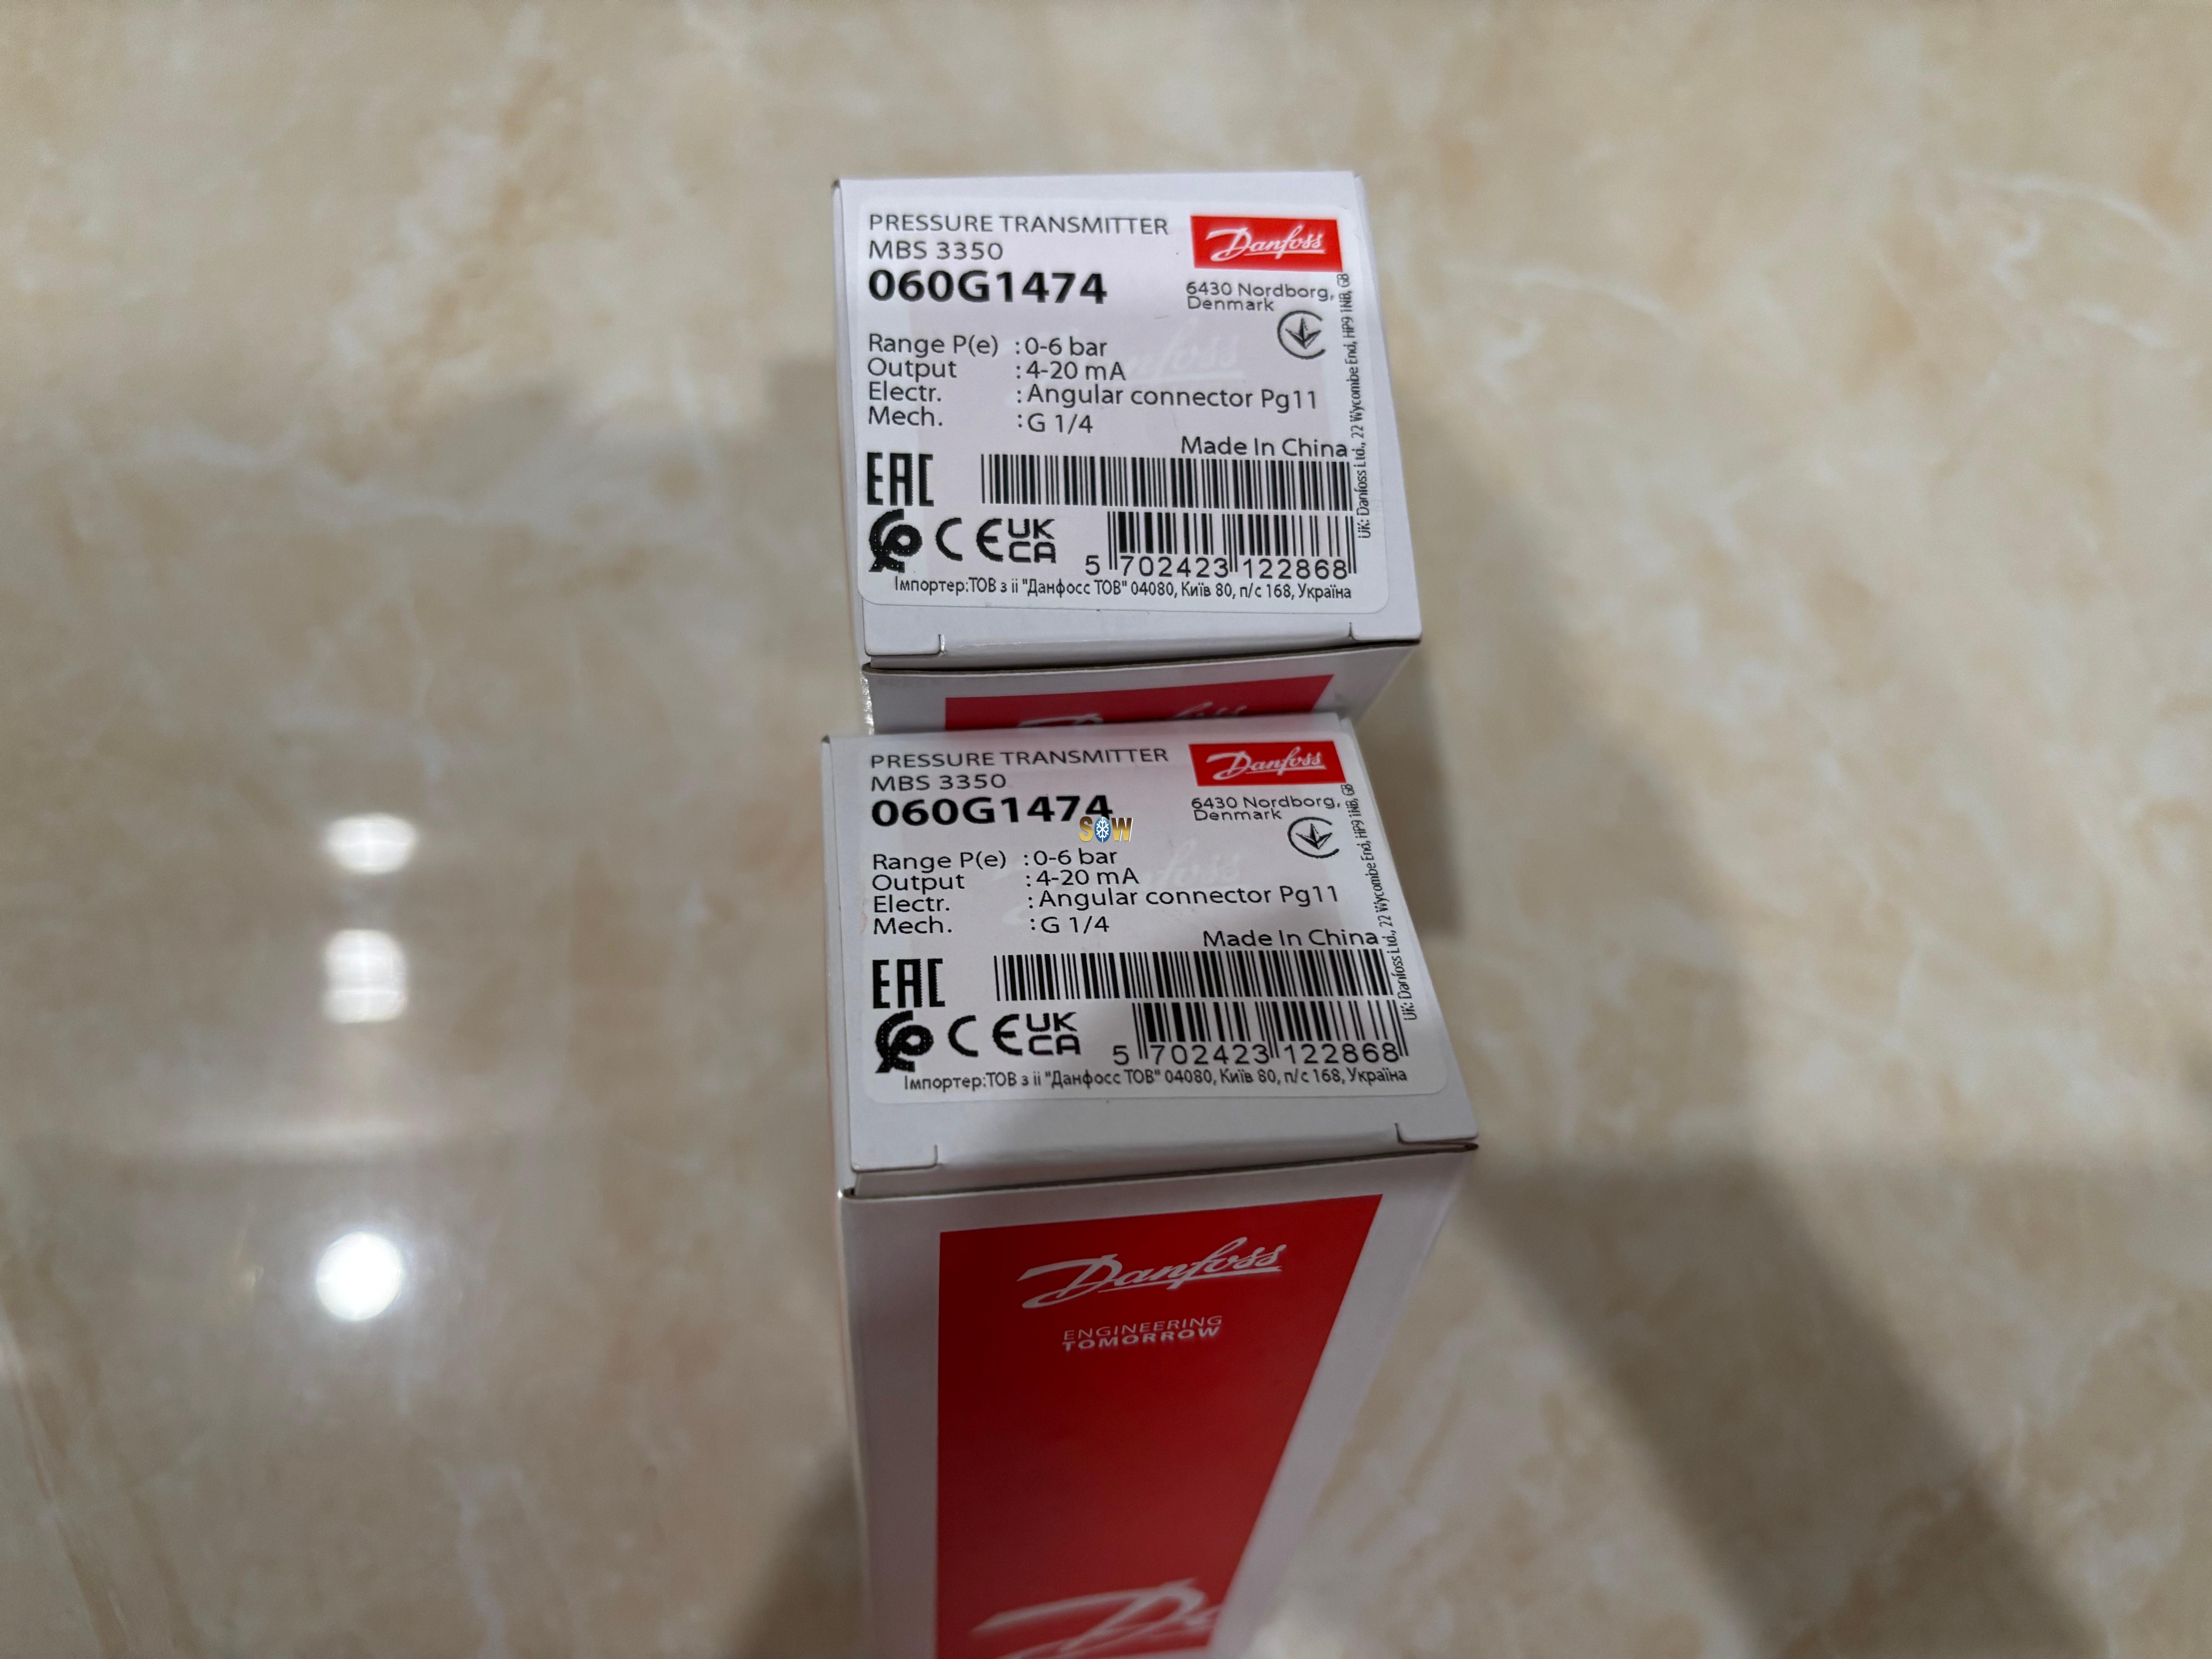 PRESSURE TRANSMITTER
MBS 3350
060G1474
Danfoss
6430 Nordborg,
Denmark
Range P(e) : 0-6 bar
Output : 4-20 mA
Electr. : Angular connector Pg11
Mech. : G 1/4
Made In China
UK: Danfoss Ltd., 22 Wycombe End, HP9 1NB, GB
EAC
CE UK
CA
5 702423 122868
Імпортер:ТОВ з іі "Данфосс ТОВ" 04080, Київ 80, п/с 168, Україна
Danfoss
PRESSURE TRANSMITTER
MBS 3350
060G1474
Danfoss
6430 Nordborg,
Denmark
SW
Range P(e) : 0-6 bar
Output : 4-20 mA
Electr. : Angular connector Pg11
Mech. : G 1/4
Made In China
UK: Danfoss Ltd., 22 Wycombe End, HP9 1NB, GB
EAC
CE UK
CA
5 702423 122868
Імпортер:ТОВ з іі "Данфосс ТОВ" 04080, Київ 80, п/с 168, Україна
Danfoss
ENGINEERING
TOMORROW